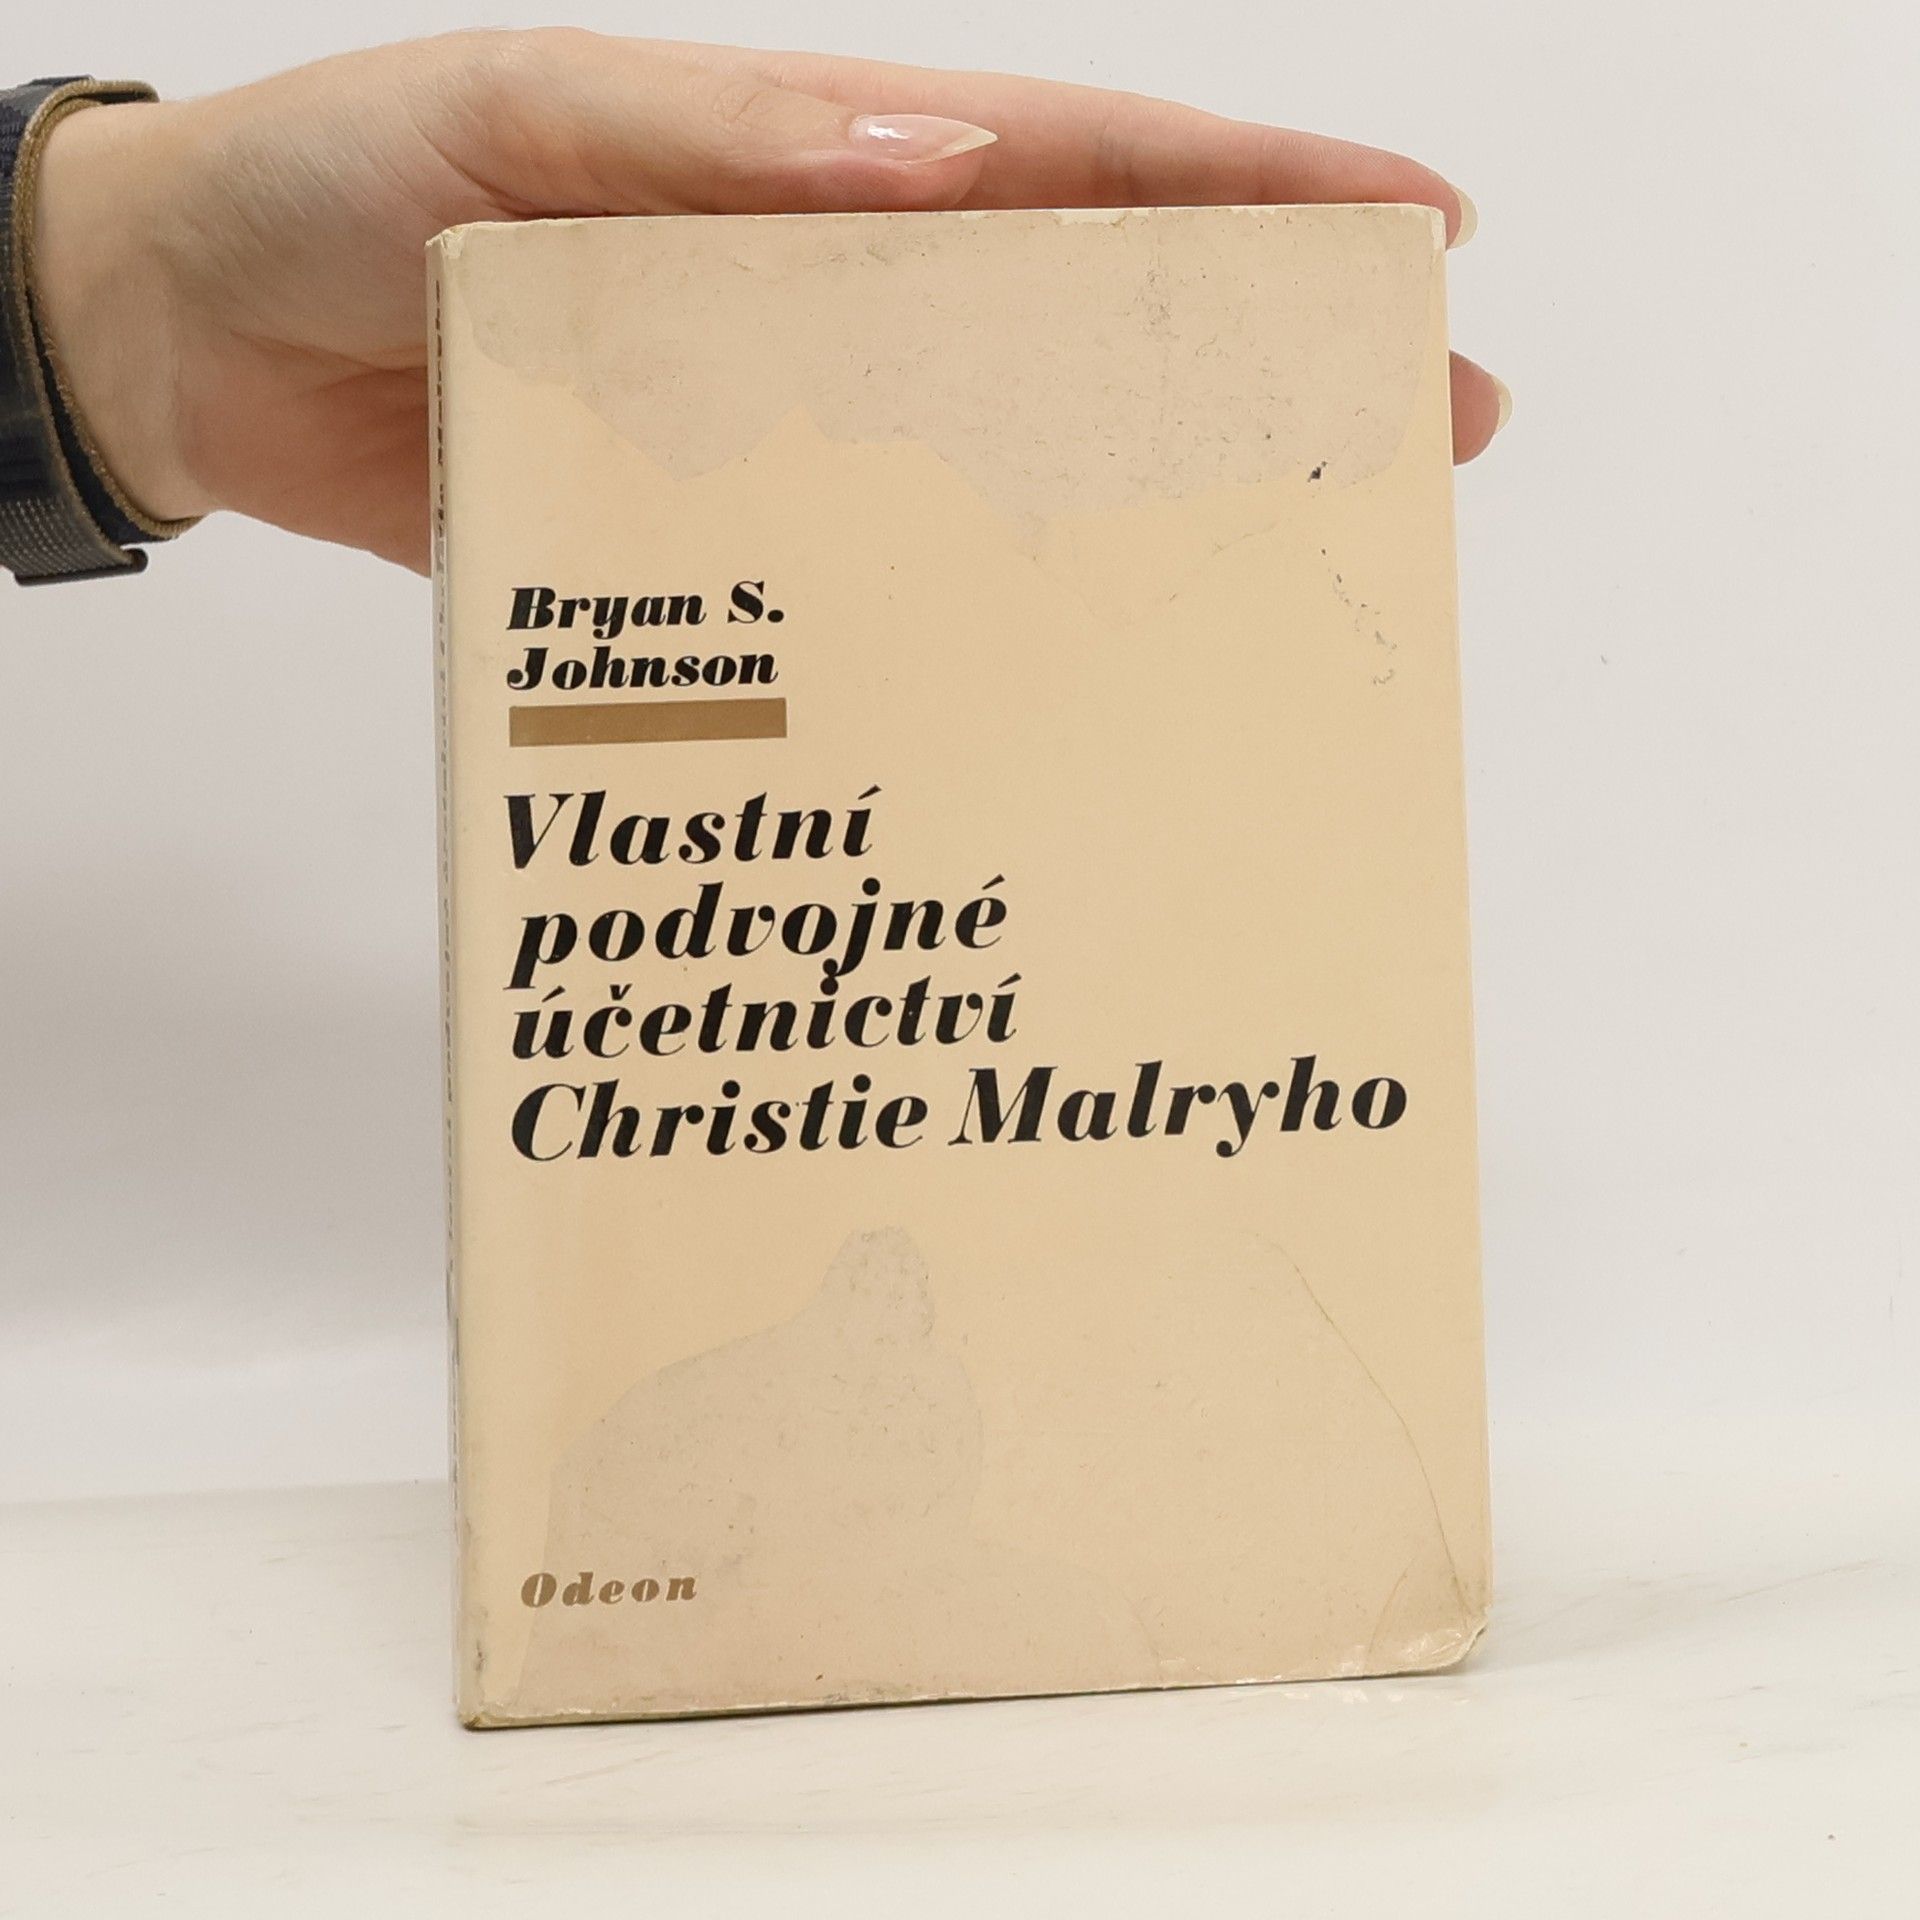 Bryan S.
Johnson
Vlastní
podvojné
účetnictví
Christie Malryho
Odeon